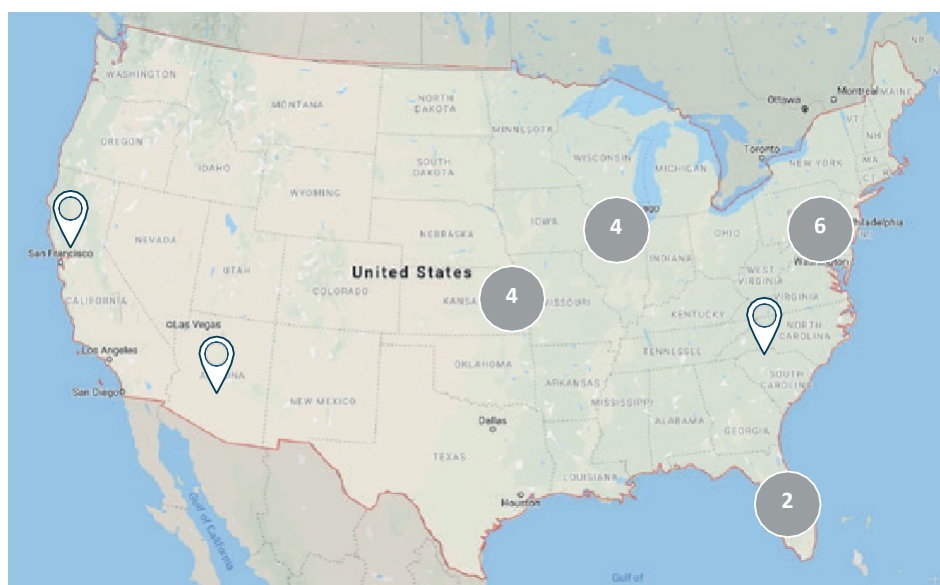 NB
WASHINGTON
Montreal
MAINE
Ottawa
MONTANA
NORTH
DAKOTA
VT
MINNESOTA
NH
OREGON
Toronto
WISCONSIN
MICHIGAN
NEW YORK
MA
SOUTH
DAKOTA
IDAHO
CT
WYOMING
IOWA
4
6
NEBRASKA
OHIO
NEVADA
San Francisco
INDIANA
Washington
UTAH
United States
WEST
VIRGINIA
COLORADO
4
VIRGINIA
CALIFORNIA
KENTUCKY
Las Vegas
NORTH
CAROLINA
Los Angeles
TENNESSEE
OKLAHOMA
SOUTH
CAROLINA
ARKANSAS
San Diego
NEW MEXICO
MISSISSIPPI
Dallas
ALABAMA
GEORGIA
TEXAS
LOUISIANA
Houston
2
Gulf of California
Gulf of